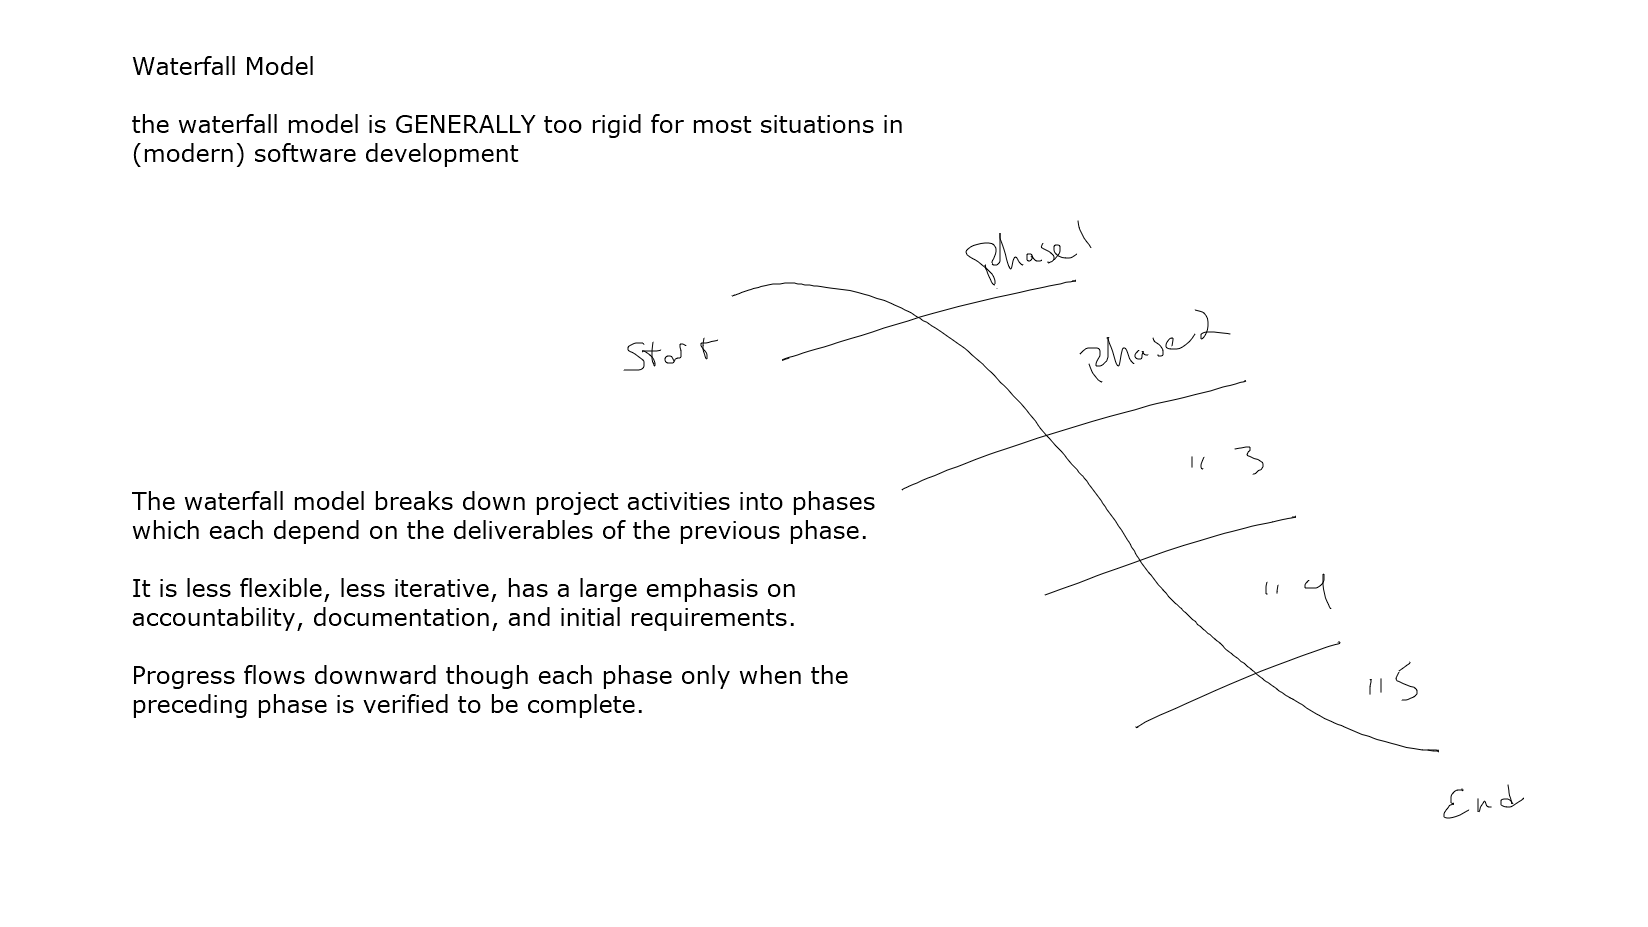 Waterfall Model
the waterfall model is GENERALLY too rigid for most situations in
(modern) software development
Phase 1
Start
Phase 2
" 3
The waterfall model breaks down project activities into phases
which each depend on the deliverables of the previous phase.
It is less flexible, less iterative, has a large emphasis on
accountability, documentation, and initial requirements.
" 4
Progress flows downward though each phase only when the
preceding phase is verified to be complete.
" 5
End